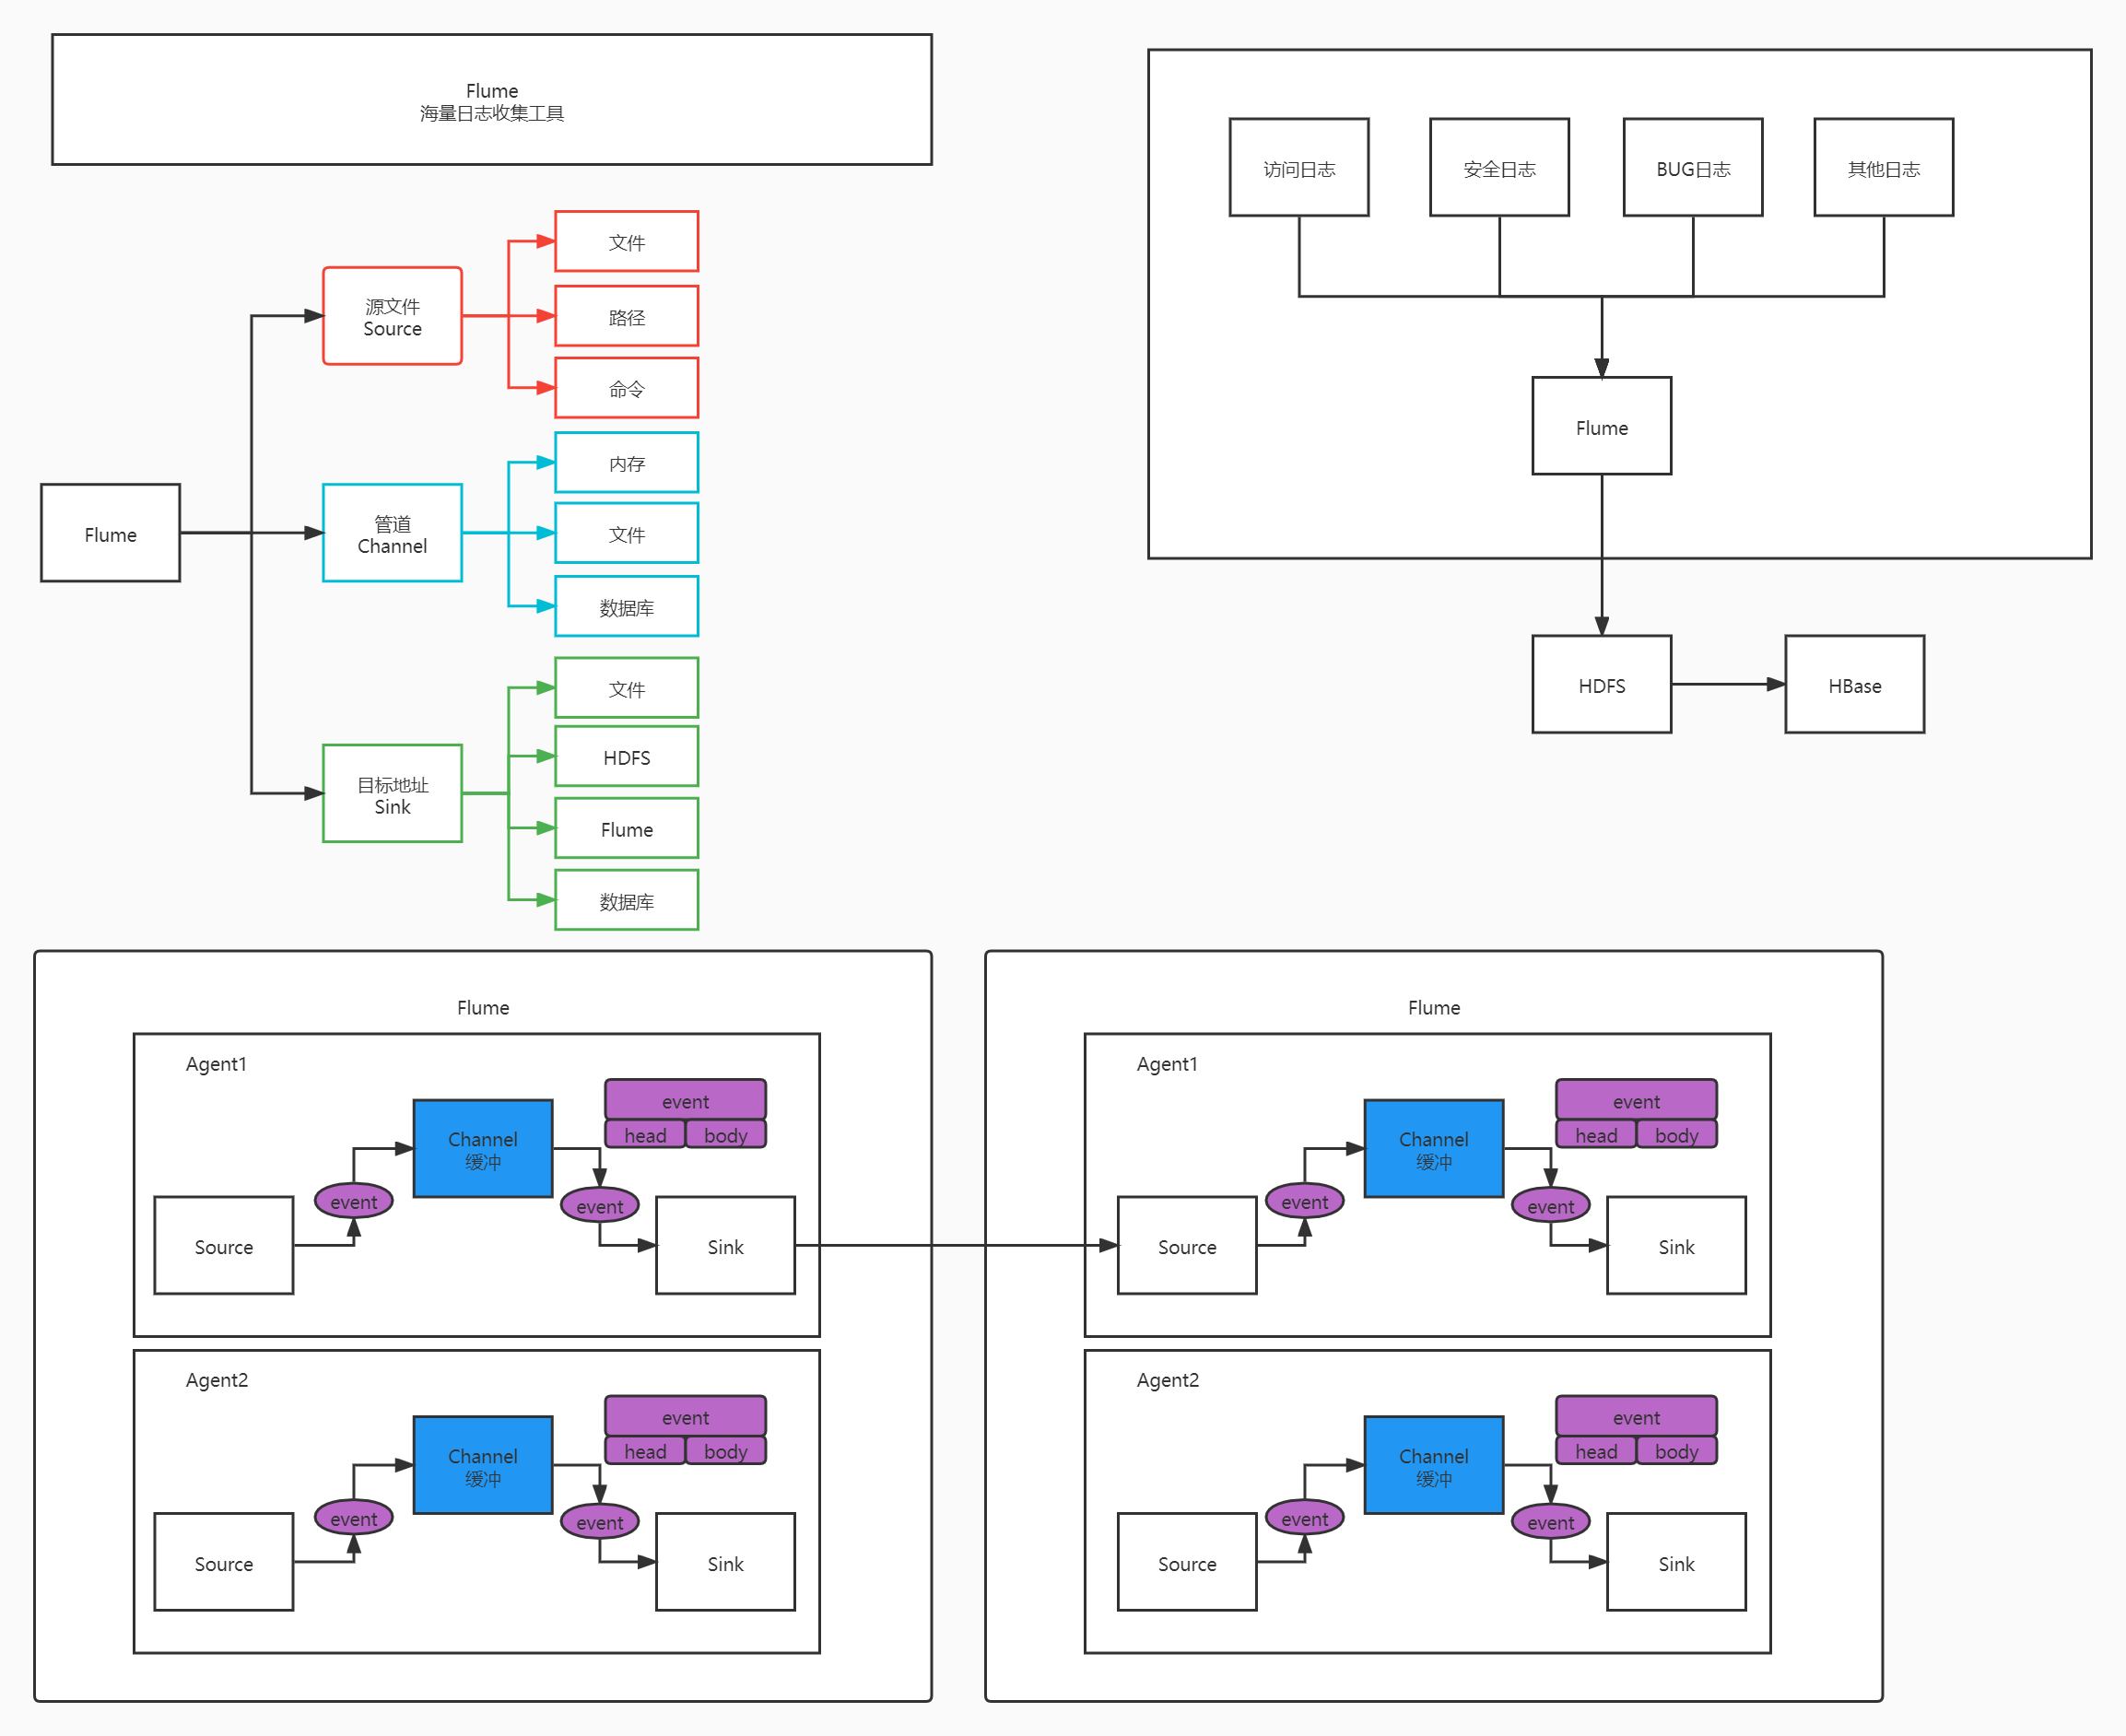 Flume
海量日志收集工具
访问日志
安全日志
BUG日志
其他日志
Flume
HDFS
HBase
Flume
源文件
Source
文件
路径
命令
管道
Channel
内存
文件
数据库
目标地址
Sink
文件
HDFS
Flume
数据库
Flume
Agent1
Source
event
Channel
缓冲
event
head
body
event
Sink
Agent2
Source
event
Channel
缓冲
event
head
body
event
Sink
Flume
Agent1
Source
event
Channel
缓冲
event
head
body
event
Sink
Agent2
Source
event
Channel
缓冲
event
head
body
event
Sink